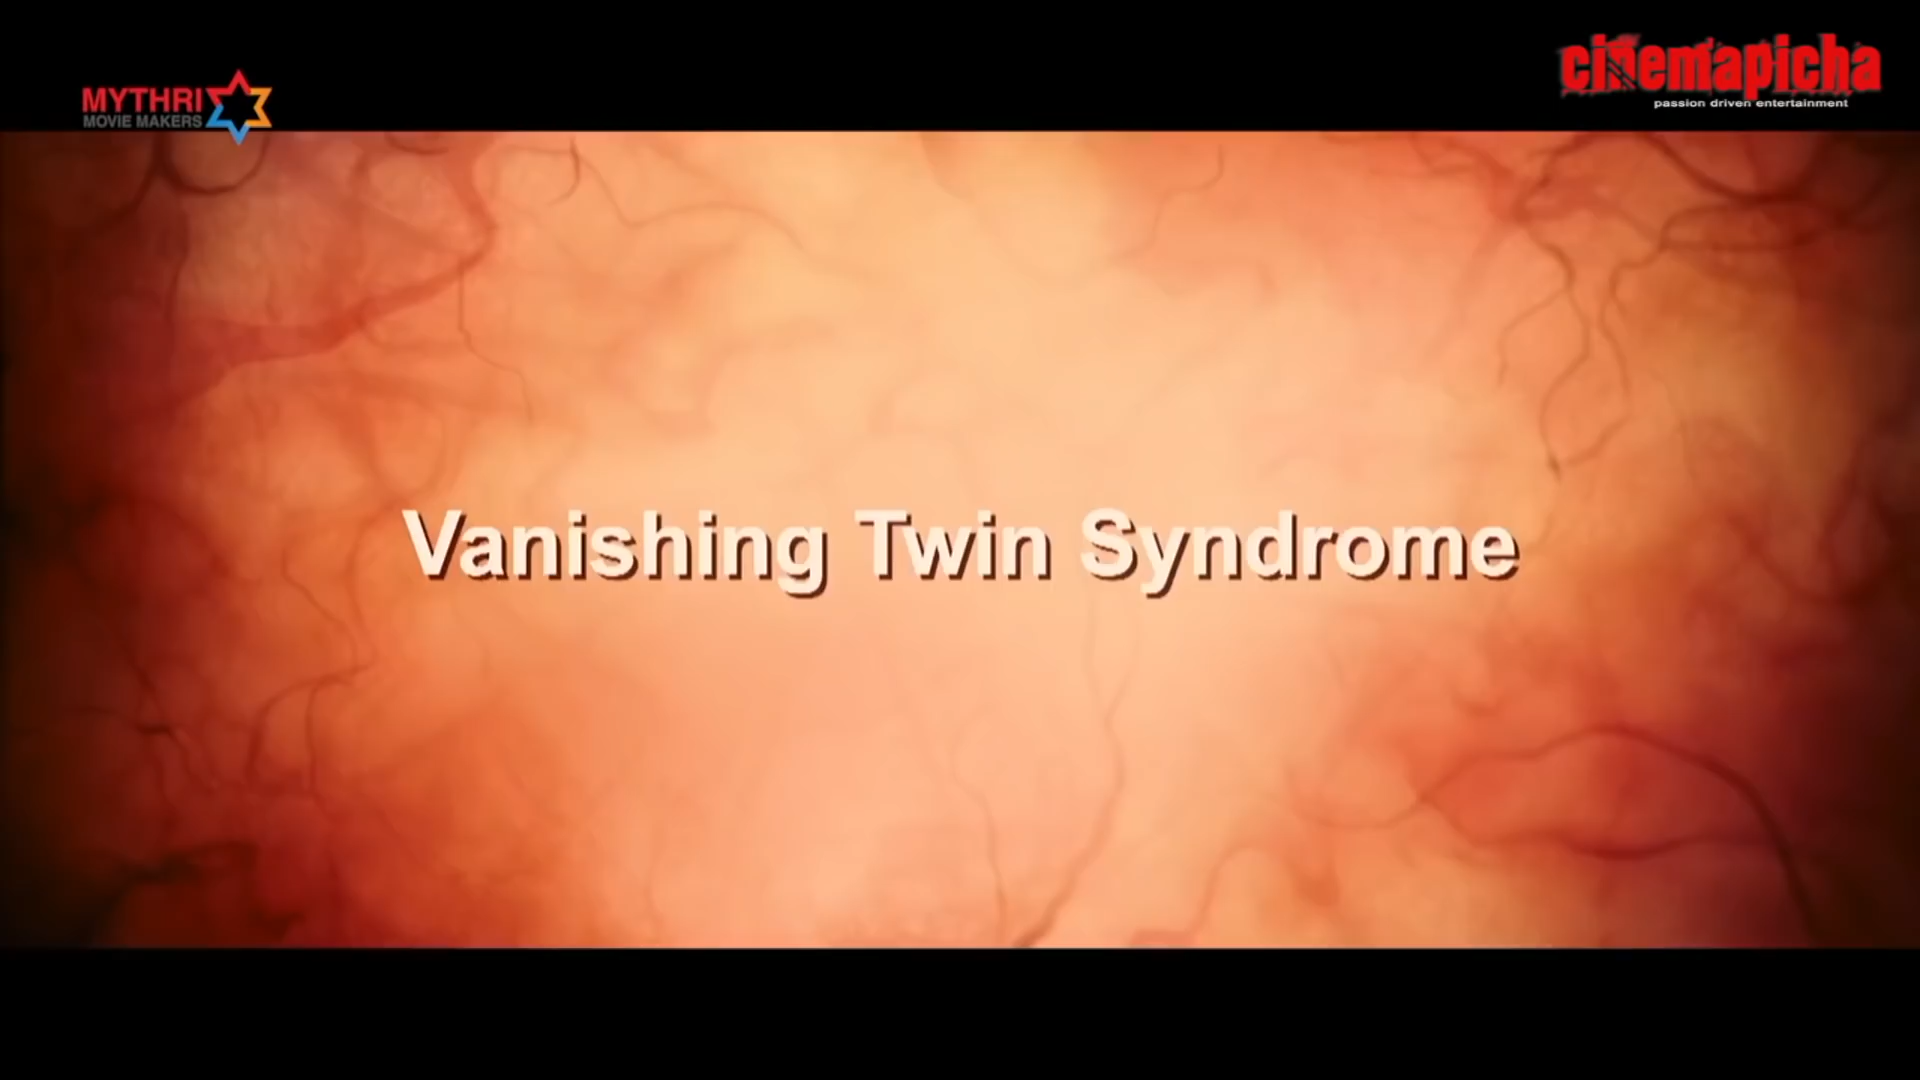 MYTHRI
MOVIE MAKERS
cinemapicha
passion driven entertainment
Vanishing Twin Syndrome